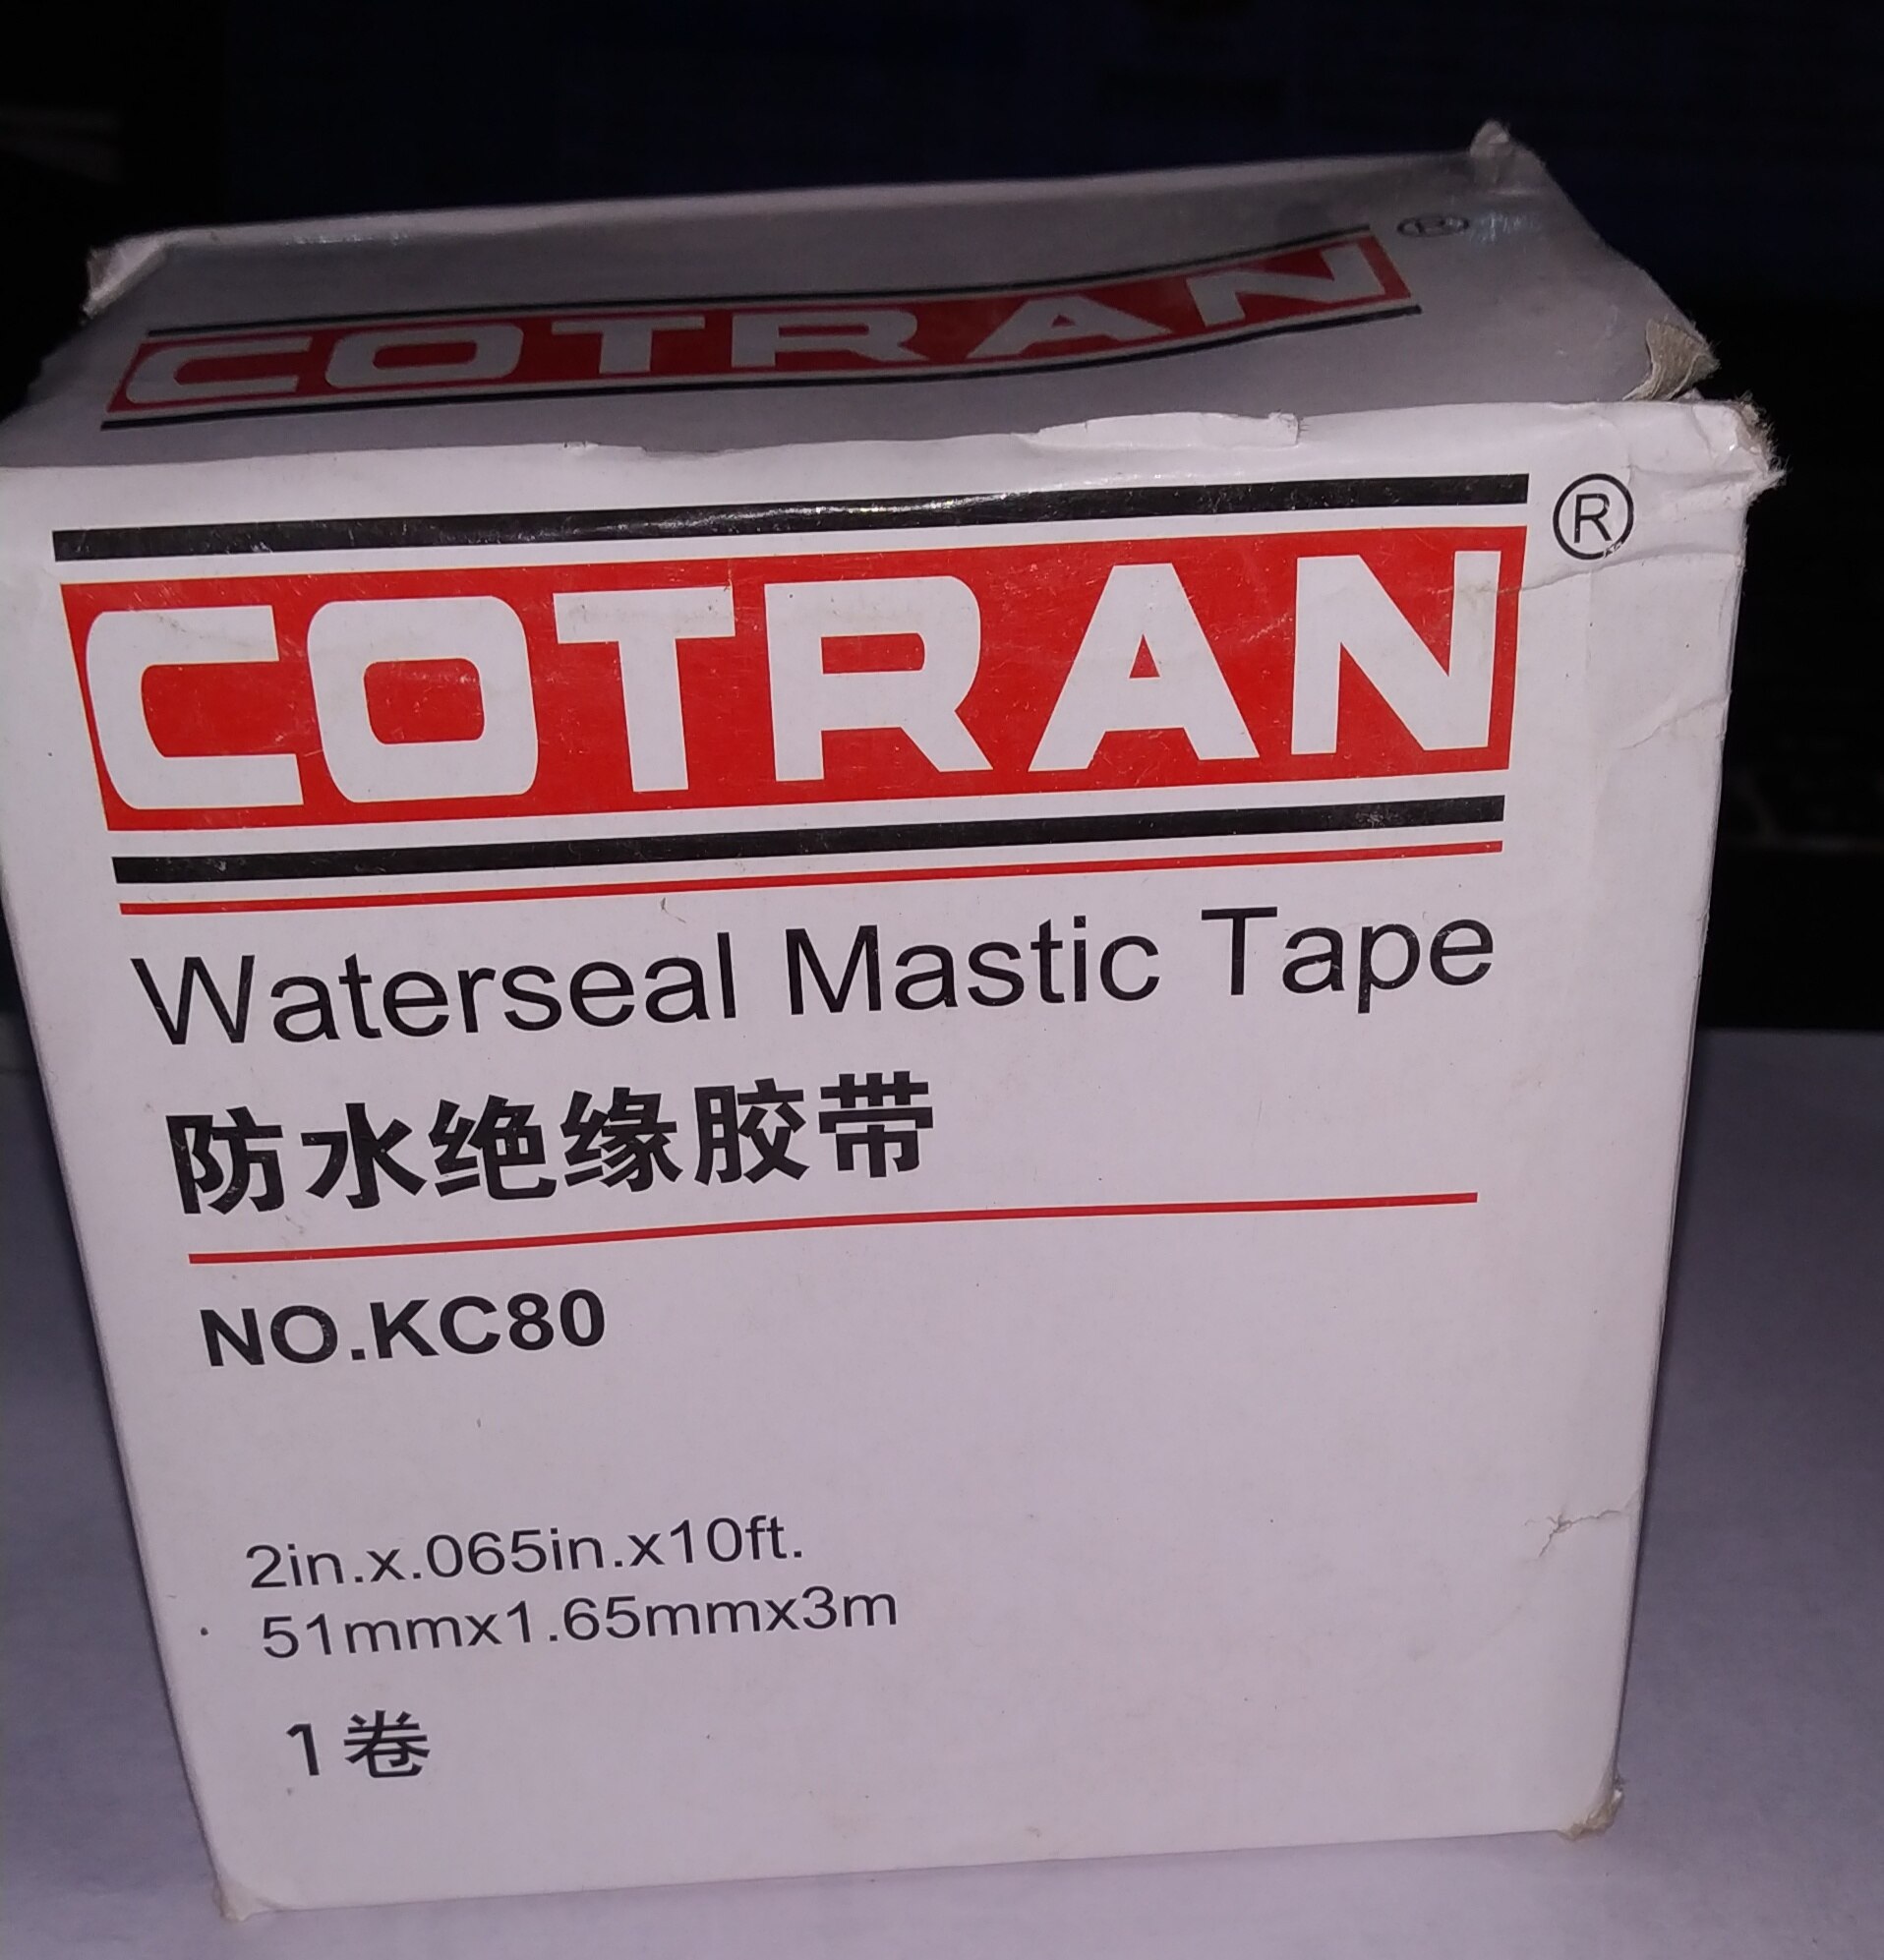 COTRAN ®
COTRAN ®
Waterseal Mastic Tape
防水绝缘胶带
NO.KC80
2in.x.065in.x10ft.
51mmx1.65mmx3m
1卷